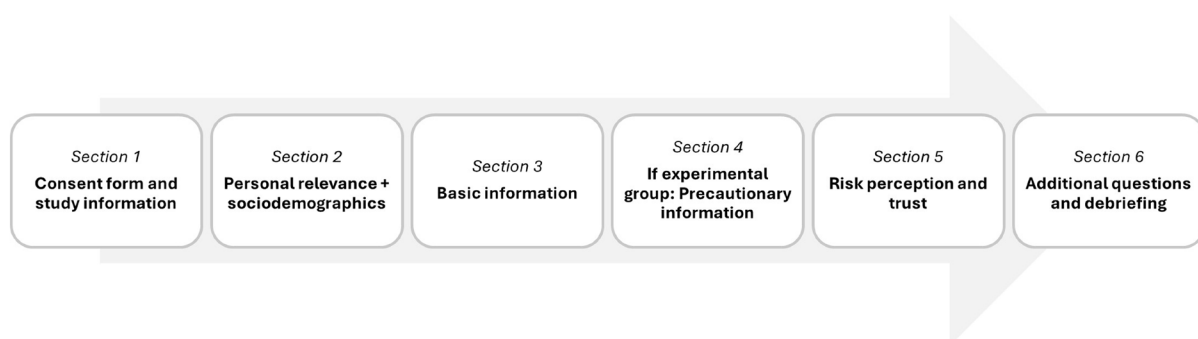 Section 1
Consent form and
study information
Section 2
Personal relevance +
sociodemographics
Section 3
Basic information
Section 4
If experimental
group: Precautionary
information
Section 5
Risk perception and
trust
Section 6
Additional questions
and debriefing